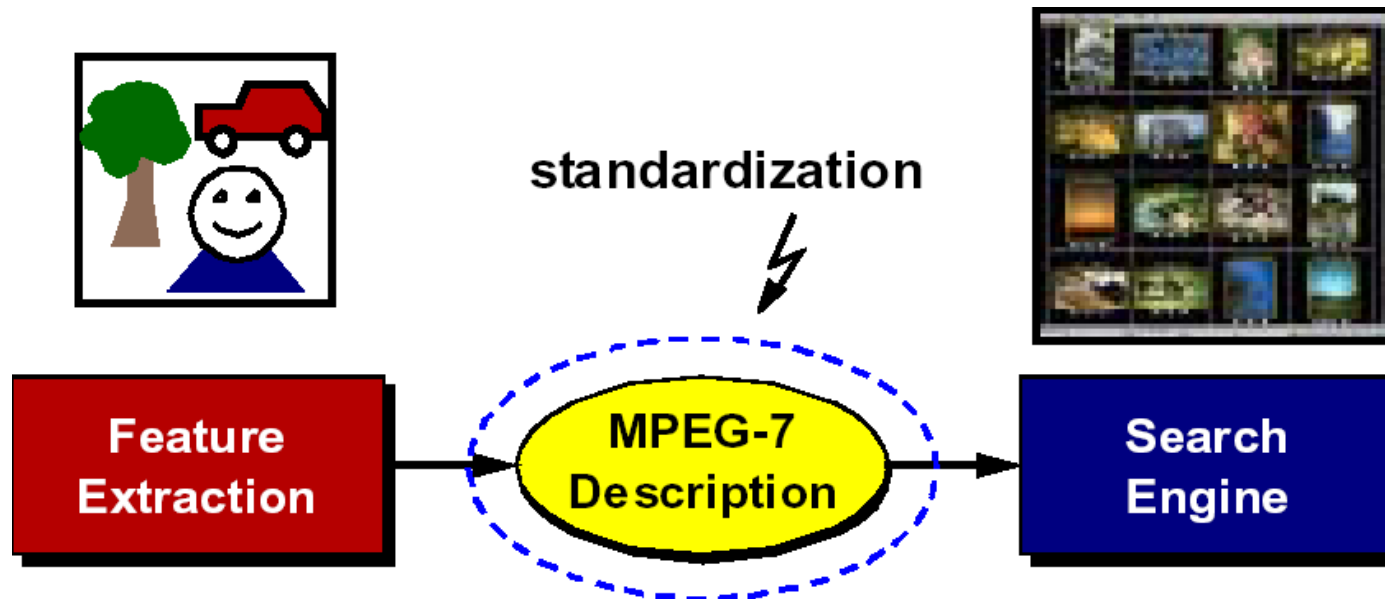 standardization
Feature
Extraction
MPEG-7
Description
Search
Engine